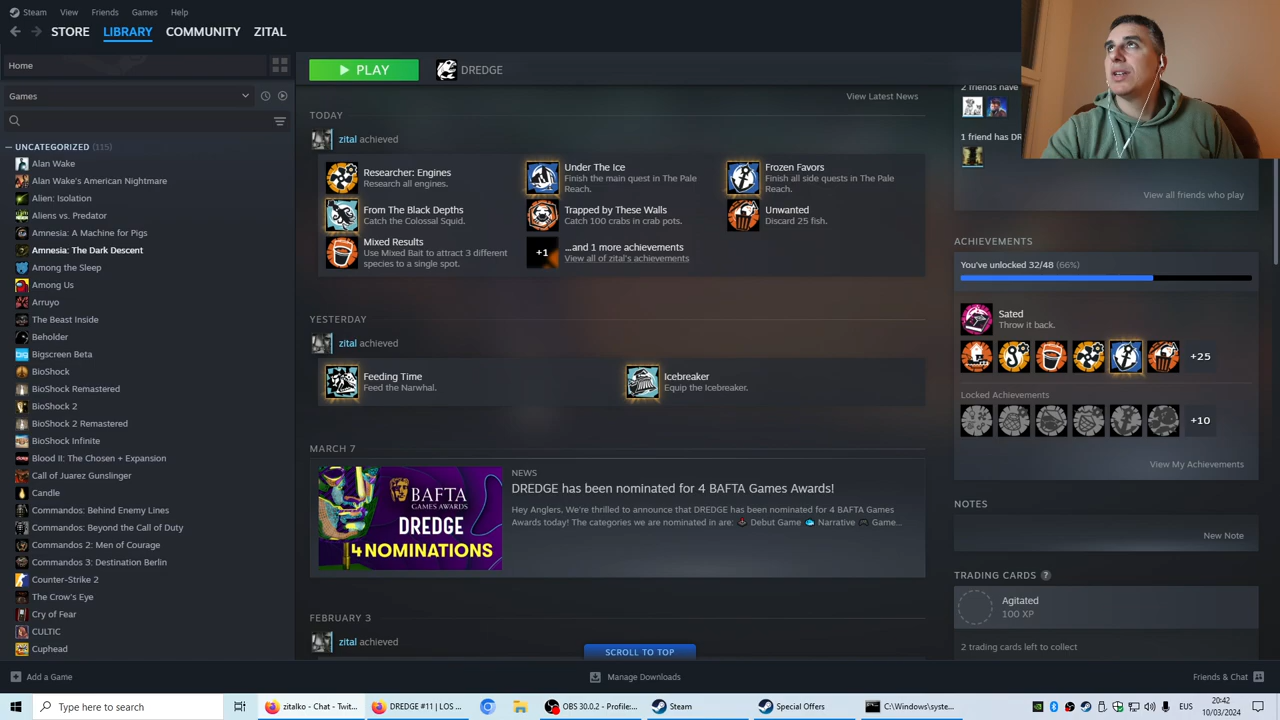 Steam View Friends Games Help
STORE LIBRARY COMMUNITY ZITAL
Home
Games
UNCATEGORIZED (115)
Alan Wake
Alan Wake's American Nightmare
Alien: Isolation
Aliens vs. Predator
Amnesia: A Machine for Pigs
Amnesia: The Dark Descent
Among the Sleep
Among Us
Arruyo
The Beast Inside
Beholder
Bigscreen Beta
BioShock
BioShock Remastered
BioShock 2
BioShock 2 Remastered
BioShock Infinite
Blood II: The Chosen + Expansion
Call of Juarez Gunslinger
Candle
Commandos: Behind Enemy Lines
Commandos: Beyond the Call of Duty
Commandos 2: Men of Courage
Commandos 3: Destination Berlin
Counter-Strike 2
The Crow's Eye
Cry of Fear
CULTIC
Cuphead
Add a Game
PLAY DREDGE
View Latest News
TODAY
zital achieved
Researcher: Engines
Research all engines.
Under The Ice
Finish the main quest in The Pale
Reach.
Frozen Favors
Finish all side quests in The Pale
Reach.
From The Black Depths
Catch the Colossal Squid.
Trapped by These Walls
Catch 100 crabs in crab pots.
Unwanted
Discard 25 fish.
Mixed Results
Use Mixed Bait to attract 3 different
species to a single spot.
+1
...and 1 more achievements
View all of zital's achievements
YESTERDAY
zital achieved
Feeding Time
Feed the Narwhal.
Icebreaker
Equip the Icebreaker.
MARCH 7
BAFTA
GAMES AWARDS
DREDGE
4 NOMINATIONS
NEWS
DREDGE has been nominated for 4 BAFTA Games Awards!
Hey Anglers, We're thrilled to announce that DREDGE has been nominated for 4 BAFTA Games
Awards today! The categories we are nominated in are: Debut Game Narrative Game...
FEBRUARY 3
zital achieved
SCROLL TO TOP
Manage Downloads
2 friends have
1 friend has DR
View all friends who play
ACHIEVEMENTS
You've unlocked 32/48 (66%)
Sated
Throw it back.
+25
Locked Achievements
+10
View My Achievements
NOTES
New Note
TRADING CARDS ?
Agitated
100 XP
2 trading cards left to collect
Friends & Chat
Type here to search
zitalko - Chat - Twit...
DREDGE #11 | LOS ...
OBS 30.0.2 - Profile:...
Steam
Special Offers
C:\Windows\syste...
EUS
20:42
10/03/2024